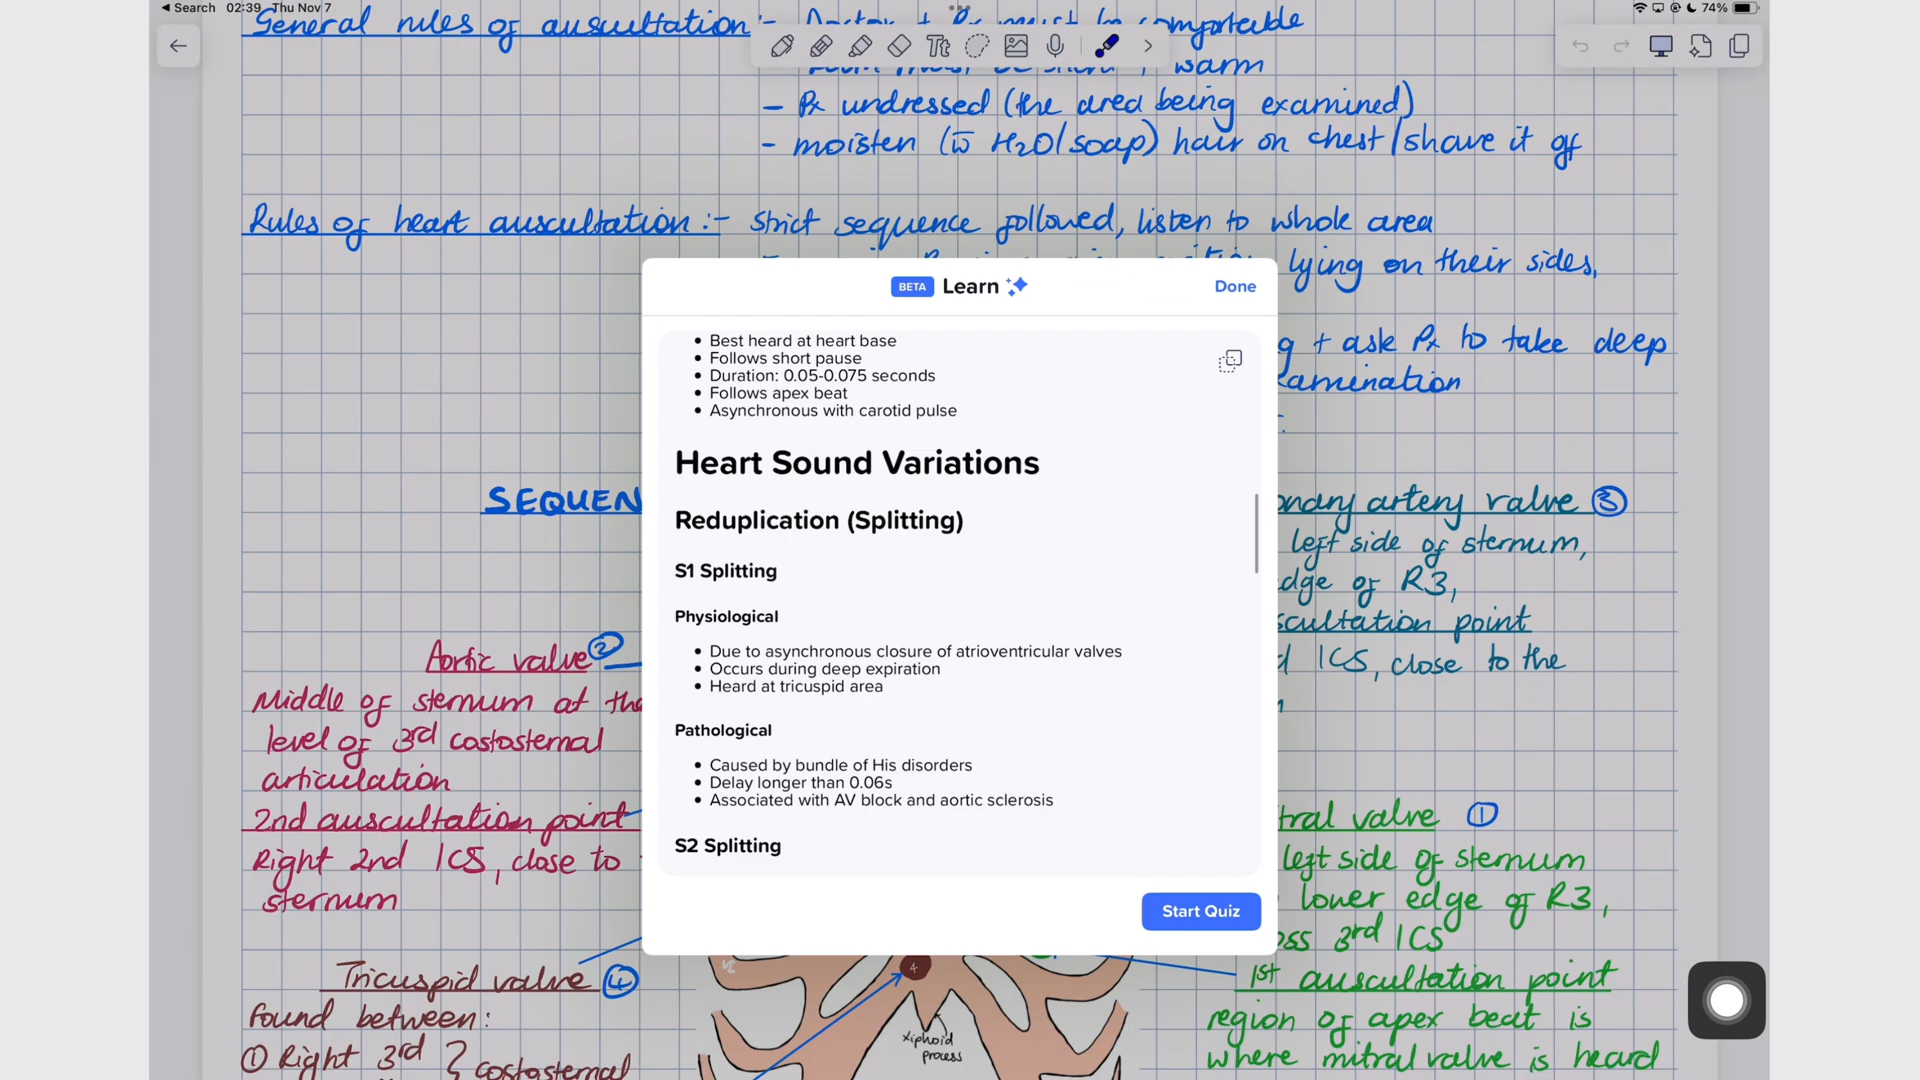 ◀ Search 02:39 Thu Nov 7
74%
General rules of auscultation :- Doctor + Px must be comfortable
warm
- Px undressed (the area being examined)
- moisten (w̄ H2O/soap) hair on chest/shave it off
Rules of heart auscultation :- Strict sequence followed, listen to whole area
lying on their sides,
+ ask Px to take deep
SEQUEN
Aortic valve ②
Middle of sternum at the
level of 3rd costosternal
articulation
2nd auscultation point
Right 2nd ICS, close to
sternum
Tricuspid valve ④
Found between:
① Right 3rd } costosternal
BETA Learn
Done
Best heard at heart base
Follows short pause
Duration: 0.05-0.075 seconds
Follows apex beat
Asynchronous with carotid pulse
Heart Sound Variations
Reduplication (Splitting)
S1 Splitting
Physiological
Due to asynchronous closure of atrioventricular valves
Occurs during deep expiration
Heard at tricuspid area
Pathological
Caused by bundle of His disorders
Delay longer than 0.06s
Associated with AV block and aortic sclerosis
S2 Splitting
Start Quiz
artery valve ③
left side of sternum,
of R3,
point
ICS, close to the
valve ①
left side of sternum
lower edge of R3,
3rd ICS
1st auscultation point
region of apex beat is
where mitral valve is heard
4
xiphoid
process